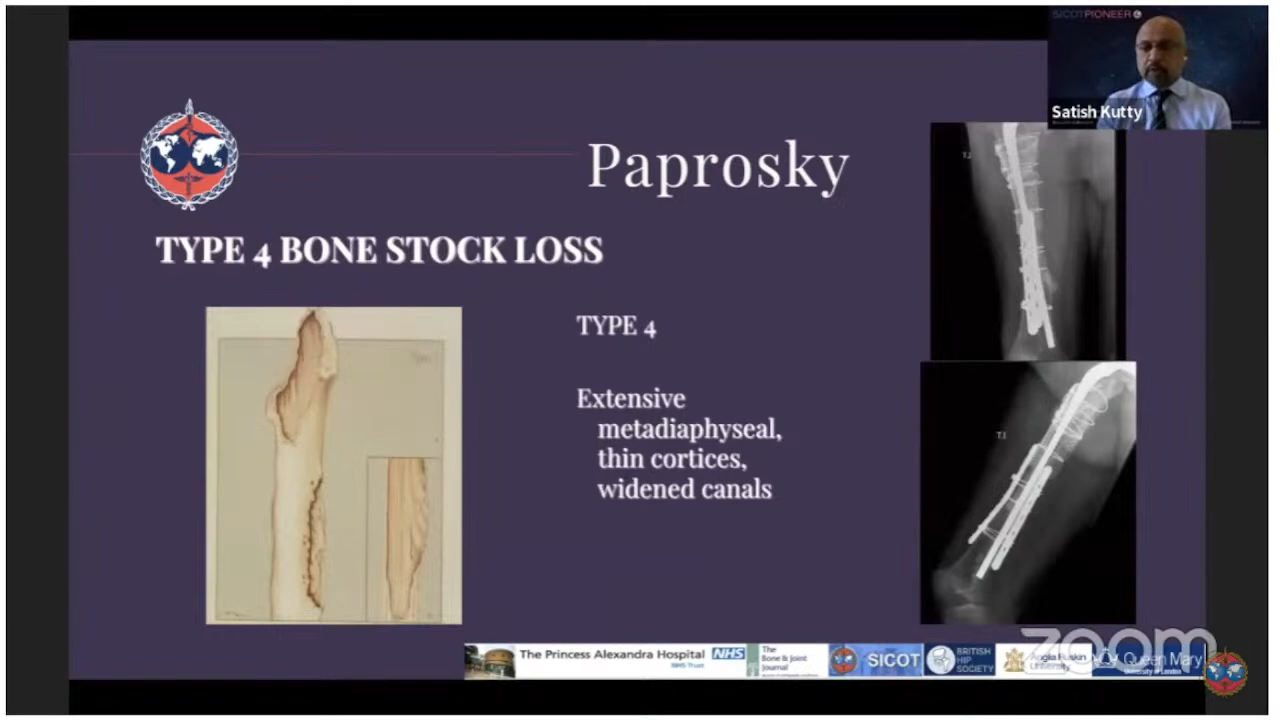 SICOT PIONEER
Satish Kutty
Paprosky
TYPE 4 BONE STOCK LOSS
TYPE 4
Extensive
metadiaphyseal,
thin cortices,
widened canals
T.I
The Princess Alexandra Hospital NHS
NHS Trust
The
Bone & Joint
Journal
SICOT
BRITISH
HIP
SOCIETY
Anglia Ruskin
University
Queen Mary
University of London
zoom